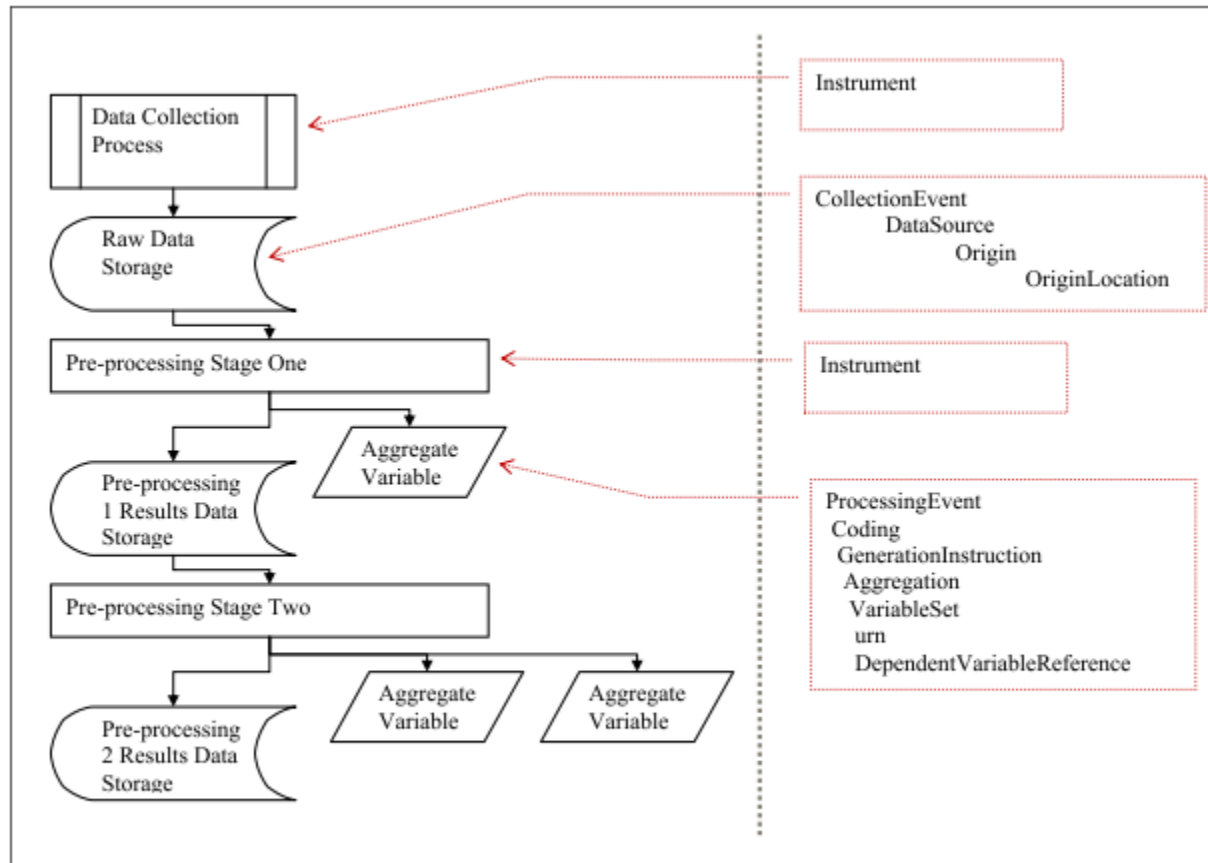 Data Collection
Process
Raw Data
Storage
Pre-processing Stage One
Aggregate
Variable
Pre-processing
1 Results Data
Storage
Pre-processing Stage Two
Aggregate
Variable
Aggregate
Variable
Pre-processing
2 Results Data
Storage
Instrument
CollectionEvent
DataSource
Origin
OriginLocation
Instrument
ProcessingEvent
Coding
GenerationInstruction
Aggregation
VariableSet
urn
DependentVariableReference